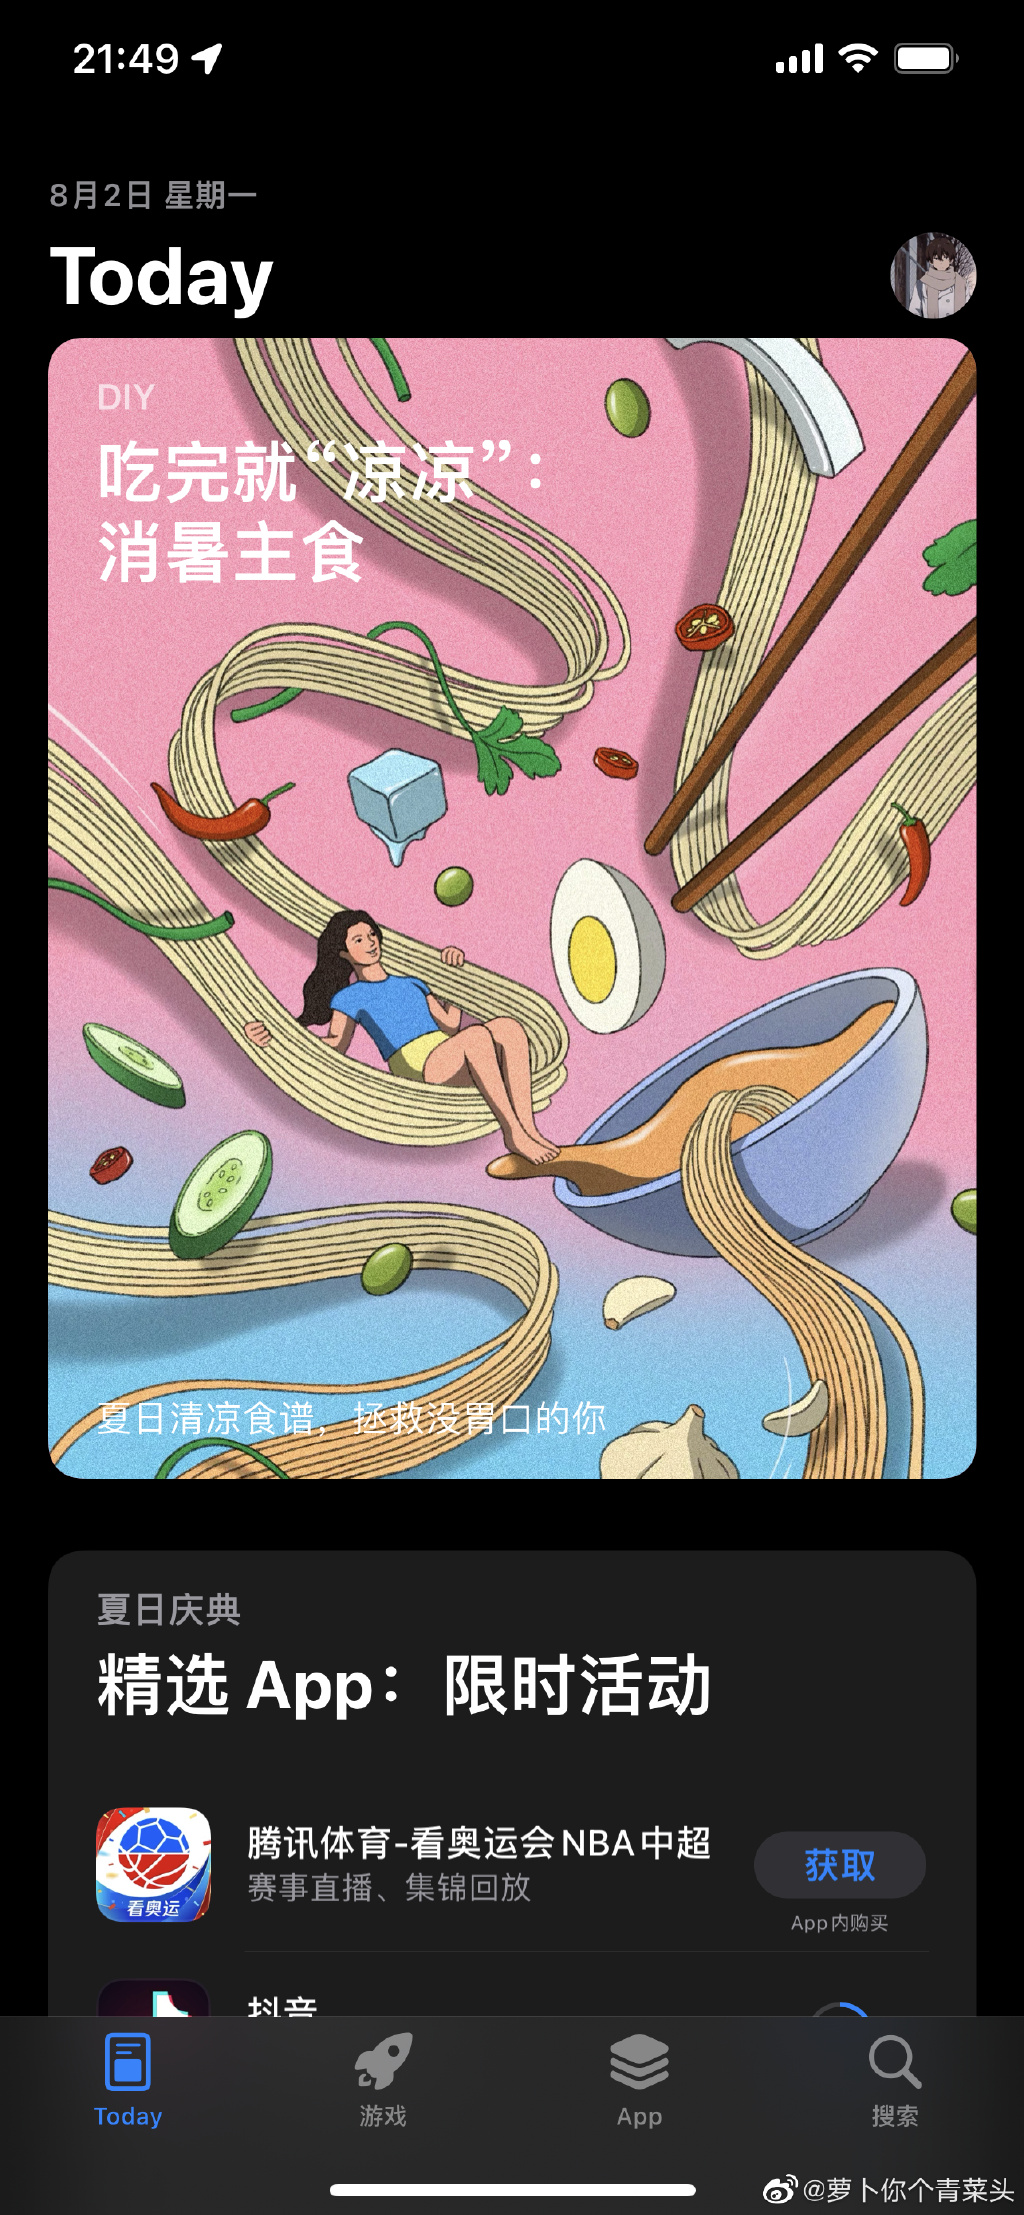 21:49
8月2日 星期一
Today
DIY
吃完就“凉凉”：
消暑主食
夏日清凉食谱，拯救没胃口的你
夏日庆典
精选 App：限时活动
腾讯体育-看奥运会NBA中超
赛事直播、集锦回放
获取
App内购买
看奥运
抖音
Today
游戏
App
搜索
@萝卜你个青菜头